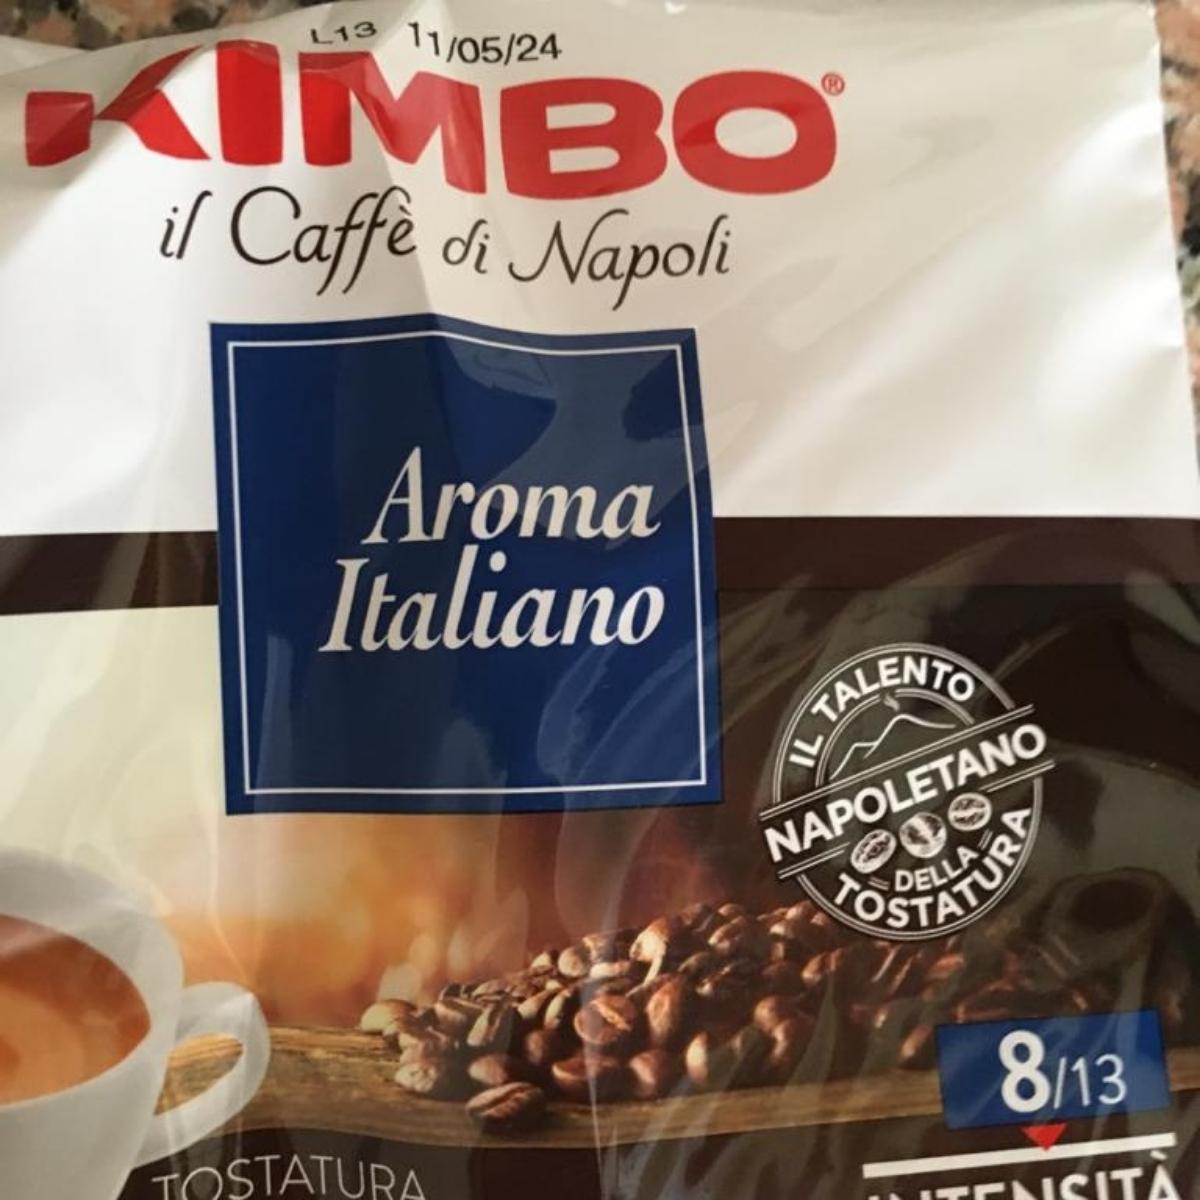 L13 11/05/24
KIMBO®
il Caffè di Napoli
Aroma
Italiano
IL TALENTO
NAPOLETANO
DELLA
TOSTATURA
8/13
INTENSITÀ
TOSTATURA